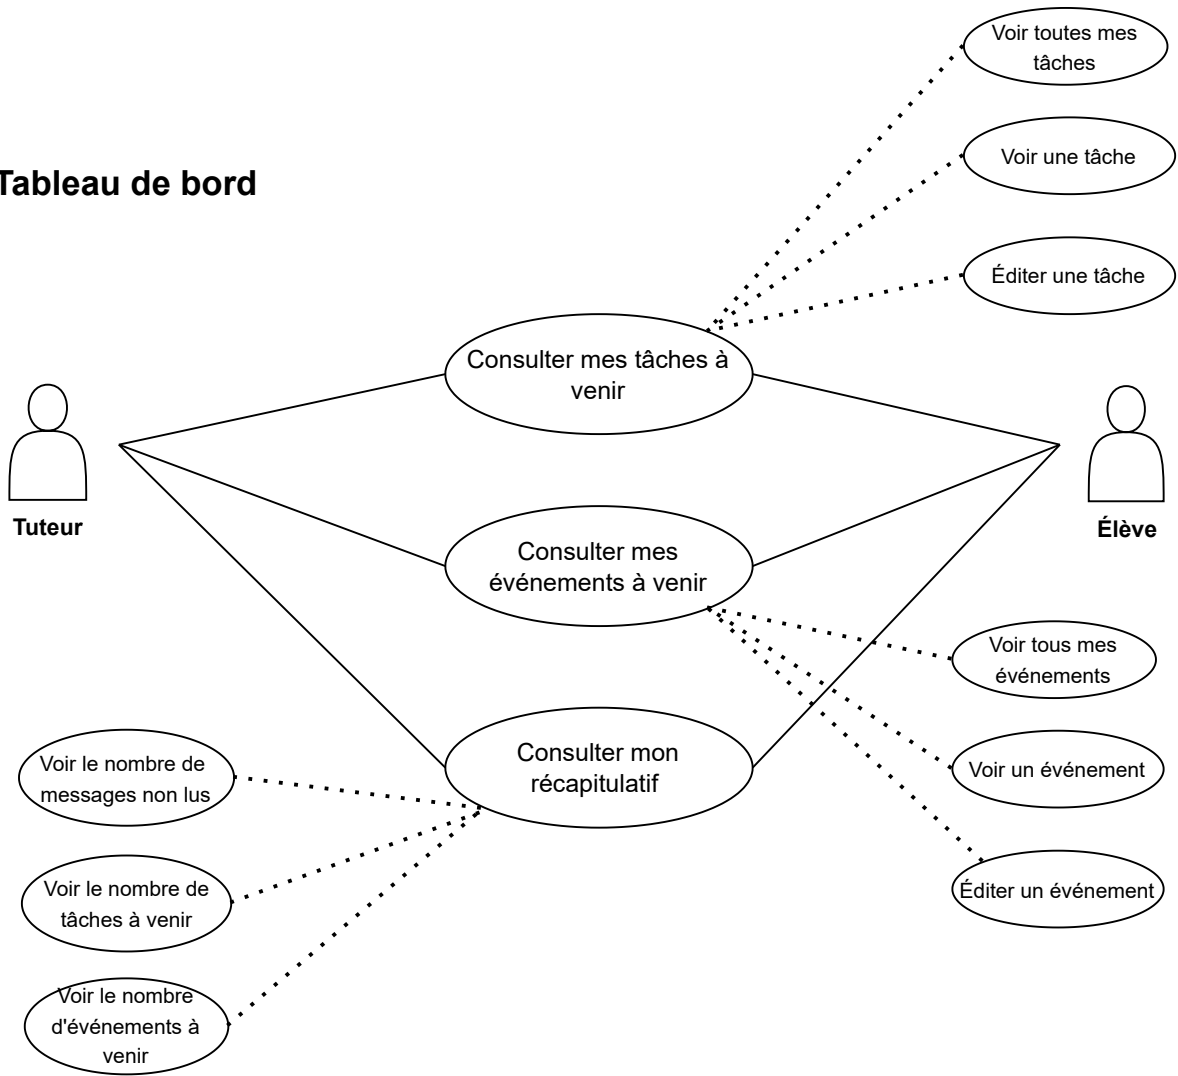 Voir toutes mes
tâches
Voir une tâche
Tableau de bord
Éditer une tâche
Consulter mes tâches à
venir
Tuteur
Élève
Consulter mes
événements à venir
Voir tous mes
événements
Consulter mon
récapitulatif
Voir le nombre de
messages non lus
Voir un événement
Voir le nombre de
tâches à venir
Éditer un événement
Voir le nombre
d'événements à
venir